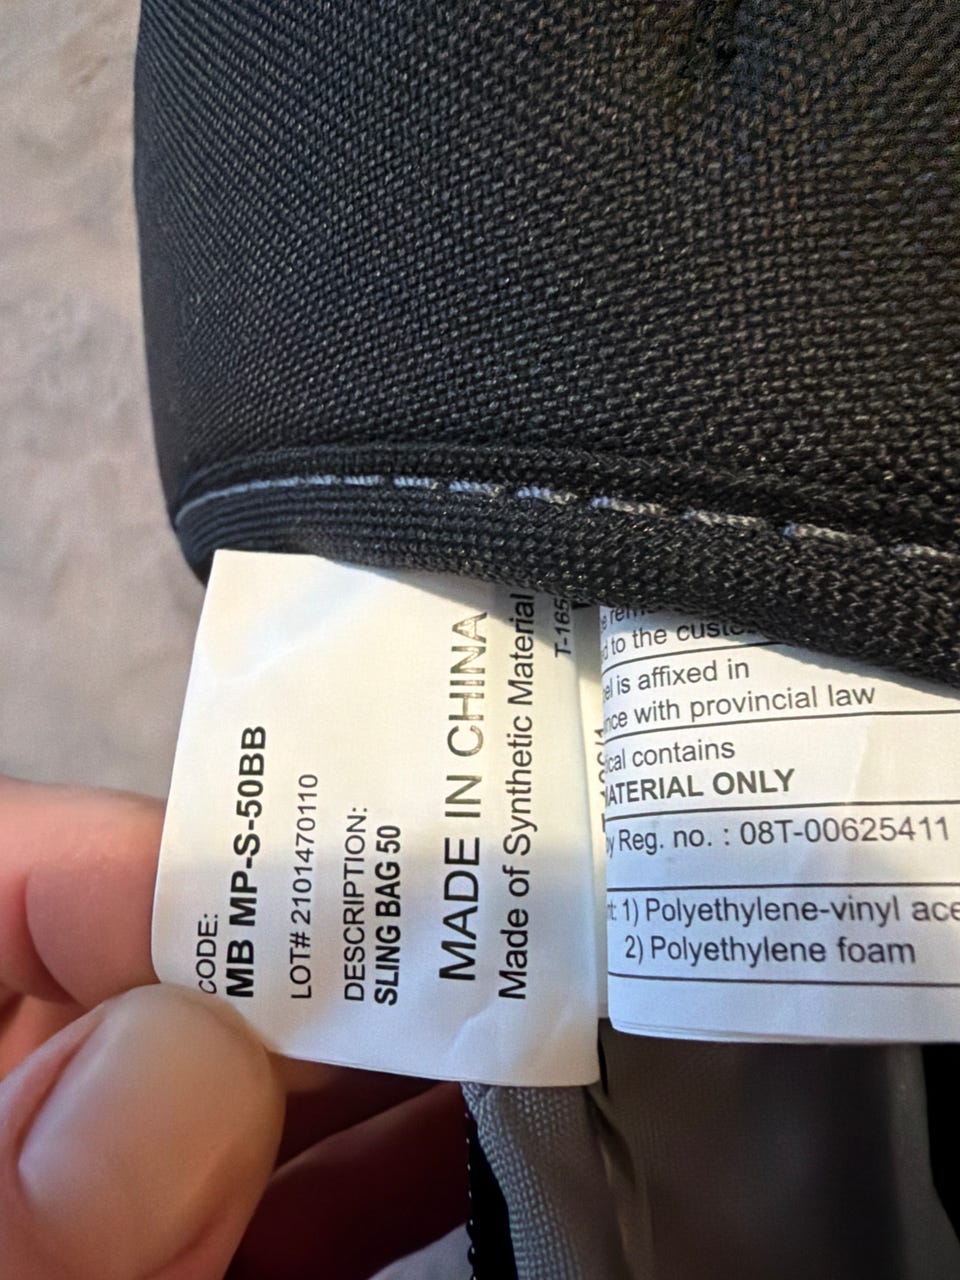 CODE:
MB MP-S-50BB
LOT# 2101470110
DESCRIPTION:
SLING BAG 50
MADE IN CHINA
Made of Synthetic Material
T-165
to the
is affixed in
with provincial law
contains
MATERIAL ONLY
Reg. no. : 08T-00625411
1) Polyethylene-vinyl ace
2) Polyethylene foam